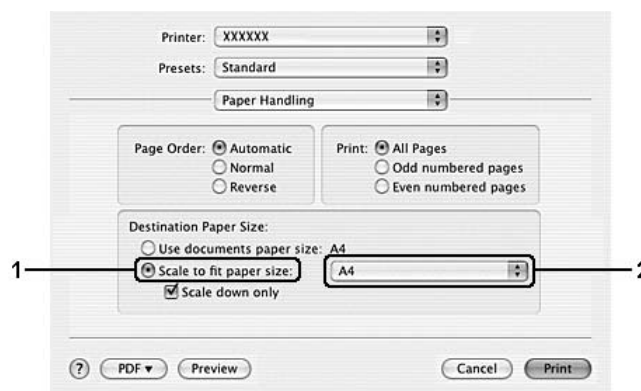 Printer: XXXXXX
Presets: Standard
Paper Handling
Page Order: Automatic
Normal
Reverse
Print: All Pages
Odd numbered pages
Even numbered pages
Destination Paper Size:
Use documents paper size: A4
1
Scale to fit paper size: A4
2
Scale down only
? PDF ▼ Preview Cancel Print